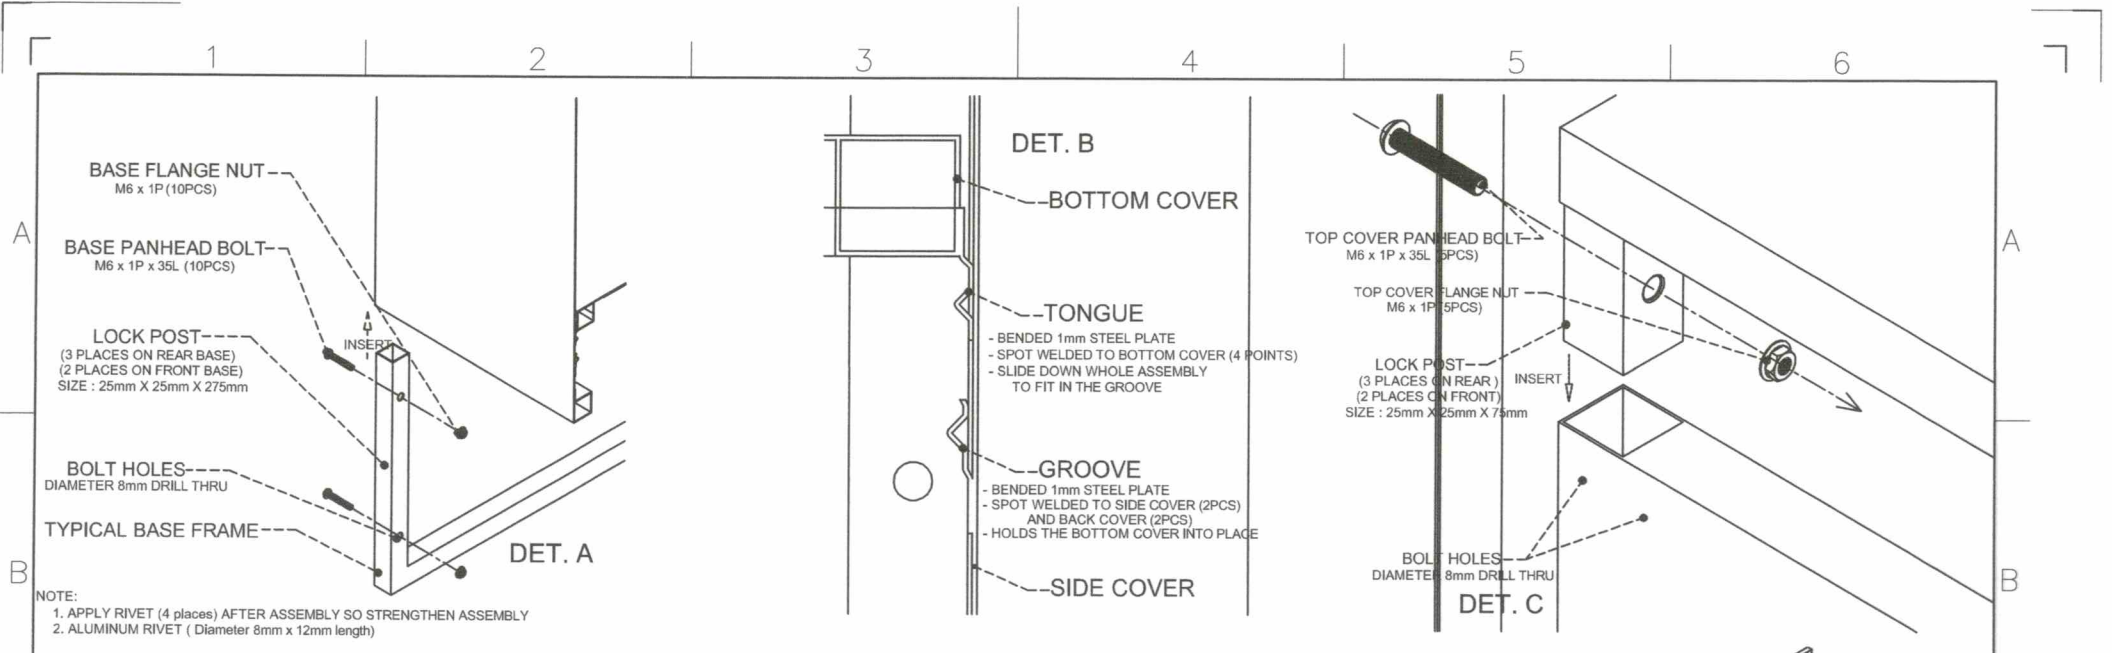 1
2
3
4
5
6
A
B
BASE FLANGE NUT
M6 x 1P (10PCS)
BASE PANHEAD BOLT
M6 x 1P x 35L (10PCS)
LOCK POST
(3 PLACES ON REAR BASE)
(2 PLACES ON FRONT BASE)
SIZE : 25mm X 25mm X 275mm
INSERT
BOLT HOLES
DIAMETER 8mm DRILL THRU
TYPICAL BASE FRAME
DET. A
NOTE:
1. APPLY RIVET (4 places) AFTER ASSEMBLY SO STRENGTHEN ASSEMBLY
2. ALUMINUM RIVET ( Diameter 8mm x 12mm length)
DET. B
BOTTOM COVER
TONGUE
- BENDED 1mm STEEL PLATE
- SPOT WELDED TO BOTTOM COVER (4 POINTS)
- SLIDE DOWN WHOLE ASSEMBLY
TO FIT IN THE GROOVE
GROOVE
- BENDED 1mm STEEL PLATE
- SPOT WELDED TO SIDE COVER (2PCS)
AND BACK COVER (2PCS)
- HOLDS THE BOTTOM COVER INTO PLACE
SIDE COVER
TOP COVER PANHEAD BOLT
M6 x 1P x 35L (5PCS)
TOP COVER FLANGE NUT
M6 x 1P (5PCS)
LOCK POST
(3 PLACES ON REAR )
(2 PLACES ON FRONT)
SIZE : 25mm X 25mm X 75mm
INSERT
BOLT HOLES
DIAMETER 8mm DRILL THRU
DET. C
A
B